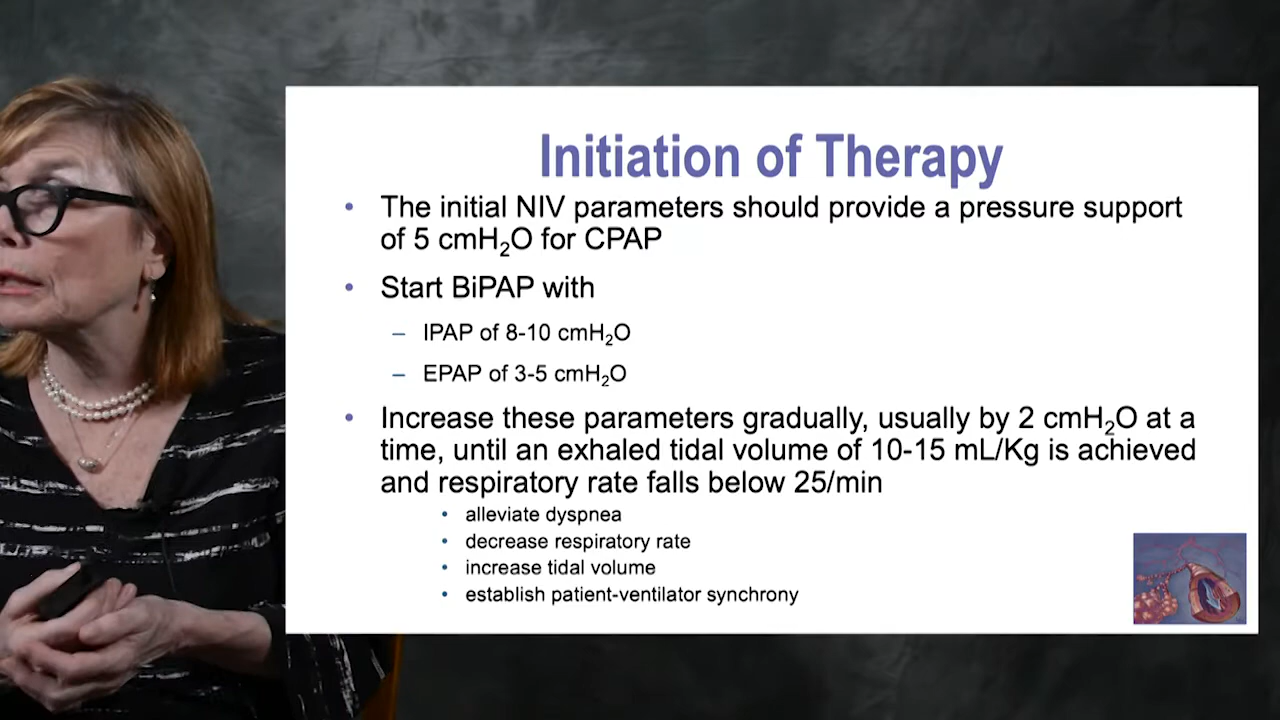 Initiation of Therapy
• The initial NIV parameters should provide a pressure support
of 5 cmH₂O for CPAP
• Start BiPAP with
– IPAP of 8-10 cmH₂O
– EPAP of 3-5 cmH₂O
• Increase these parameters gradually, usually by 2 cmH₂O at a
time, until an exhaled tidal volume of 10-15 mL/Kg is achieved
and respiratory rate falls below 25/min
• alleviate dyspnea
• decrease respiratory rate
• increase tidal volume
• establish patient-ventilator synchrony